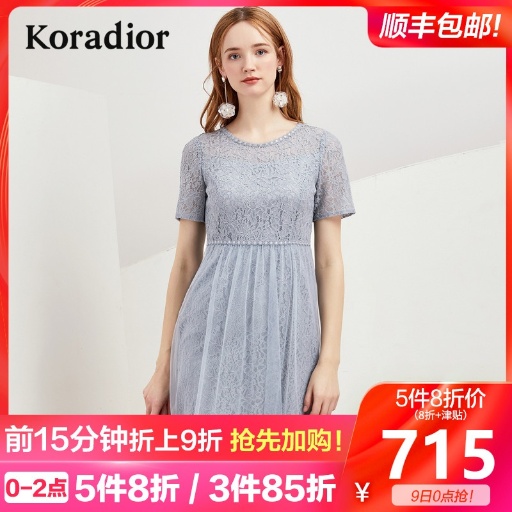 Koradior
顺丰包邮!
前15分钟折上9折 抢先加购!
0-2点 5件8折 / 3件85折
5件8折价
(8折+津贴)
¥ 715
9日0点抢!